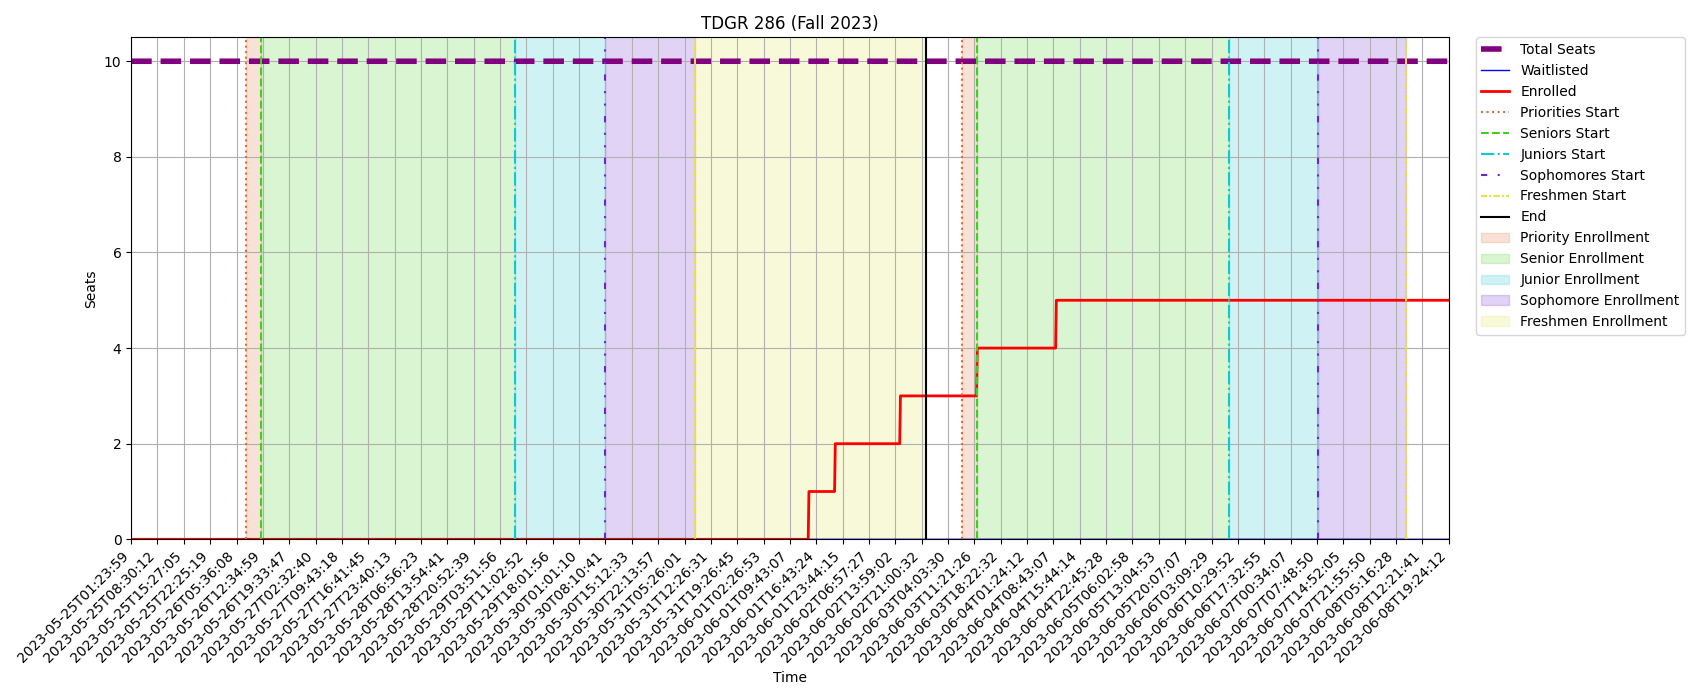 TDGR 286 (Fall 2023)
10
8
6
4
2
0
Seats
2023-05-25T01:23:59
2023-05-25T08:30:12
2023-05-25T15:27:05
2023-05-25T22:25:19
2023-05-26T05:36:08
2023-05-26T12:34:59
2023-05-26T19:33:47
2023-05-27T02:32:40
2023-05-27T09:43:18
2023-05-27T16:41:45
2023-05-27T23:40:13
2023-05-28T06:56:23
2023-05-28T13:54:41
2023-05-28T20:52:39
2023-05-29T03:51:56
2023-05-29T11:02:52
2023-05-29T18:01:56
2023-05-30T01:01:10
2023-05-30T08:10:41
2023-05-30T15:12:33
2023-05-30T22:13:57
2023-05-31T05:26:01
2023-05-31T12:26:31
2023-05-31T19:26:45
2023-06-01T02:26:53
2023-06-01T09:43:07
2023-06-01T16:43:24
2023-06-01T23:44:15
2023-06-02T06:57:27
2023-06-02T13:59:02
2023-06-02T21:00:32
2023-06-03T04:03:30
2023-06-03T11:21:26
2023-06-03T18:22:32
2023-06-04T01:24:12
2023-06-04T08:43:07
2023-06-04T15:44:14
2023-06-04T22:45:28
2023-06-05T06:02:58
2023-06-05T13:04:53
2023-06-05T20:07:07
2023-06-06T03:09:29
2023-06-06T10:29:52
2023-06-06T17:32:55
2023-06-07T00:34:07
2023-06-07T07:48:50
2023-06-07T14:52:05
2023-06-07T21:55:50
2023-06-08T05:16:28
2023-06-08T12:21:41
2023-06-08T19:24:12
Time
Total Seats
Waitlisted
Enrolled
Priorities Start
Seniors Start
Juniors Start
Sophomores Start
Freshmen Start
End
Priority Enrollment
Senior Enrollment
Junior Enrollment
Sophomore Enrollment
Freshmen Enrollment